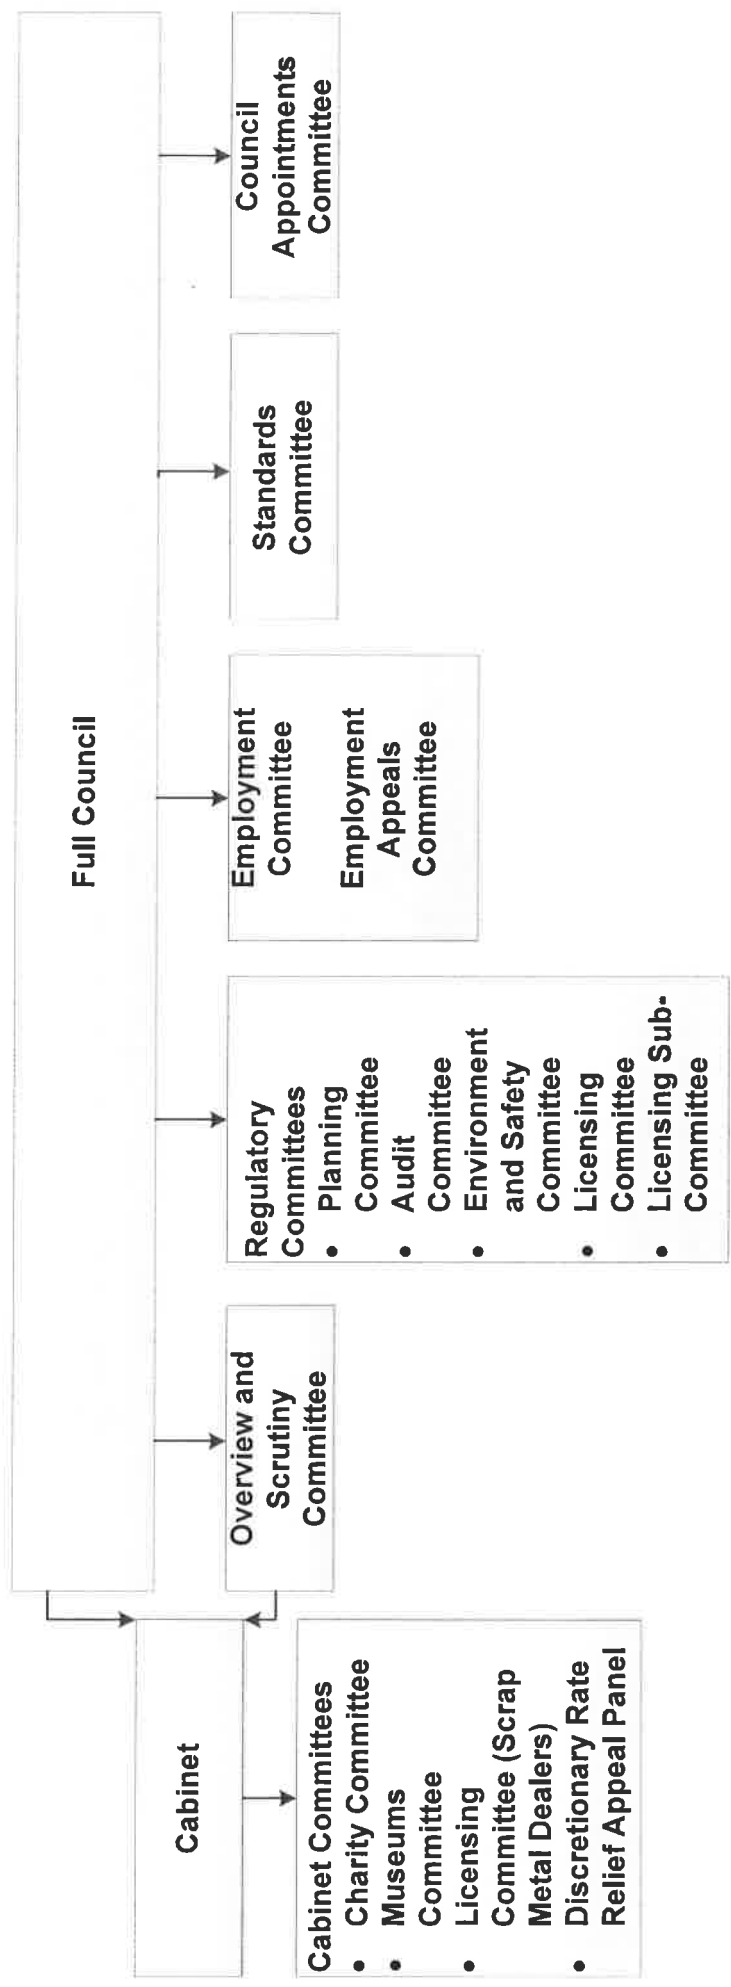 Full Council
Cabinet
Cabinet Committees
• Charity Committee
• Museums
Committee
• Licensing
Committee (Scrap
Metal Dealers)
• Discretionary Rate
Relief Appeal Panel
Overview and
Scrutiny
Committee
Regulatory
Committees
• Planning
Committee
• Audit
Committee
• Environment
and Safety
Committee
• Licensing
Committee
• Licensing Sub-
Committee
Employment
Committee
Employment
Appeals
Committee
Standards
Committee
Council
Appointments
Committee